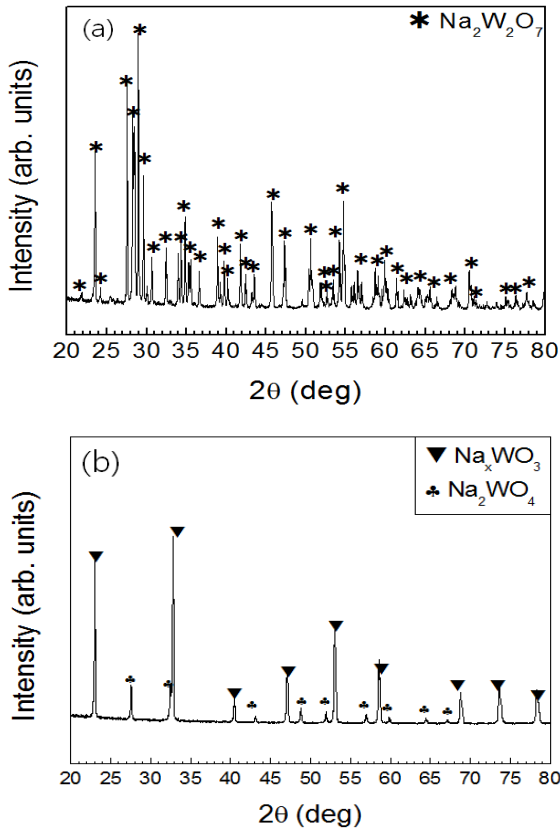 (a)
* Na₂W₂O₇
Intensity (arb. units)
20 25 30 35 40 45 50 55 60 65 70 75 80
2θ (deg)
(b)
▼ NaₓWO₃
♣ Na₂WO₄
Intensity (arb. units)
20 25 30 35 40 45 50 55 60 65 70 75 80
2θ (deg)